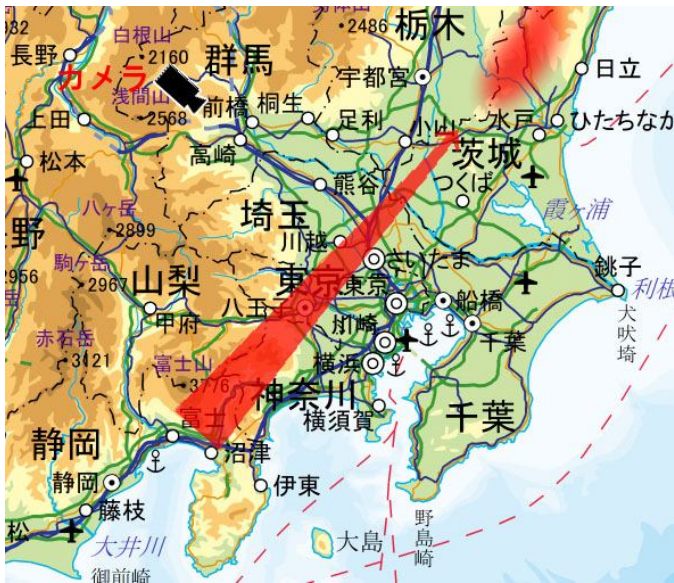 栃木
2486
932
白根山
2160
群馬
長野
カメラ
宇都宮
日立
浅間山
2568
前橋
桐生
足利
小山
水戸
ひたちなか
上田
高崎
茨城
松本
熊谷
つくば
八ヶ岳
2899
埼玉
霞ヶ浦
川越
さいたま
野
駒ケ岳
2967
956
山梨
東京
東京
銚子
八王子
船橋
利根
甲府
川崎
千葉
犬吠埼
赤石岳
3121
富士山
3776
横浜
神奈川
横須賀
千葉
富士
静岡
沼津
静岡
伊東
藤枝
松
大井川
大島
野島崎
御前崎